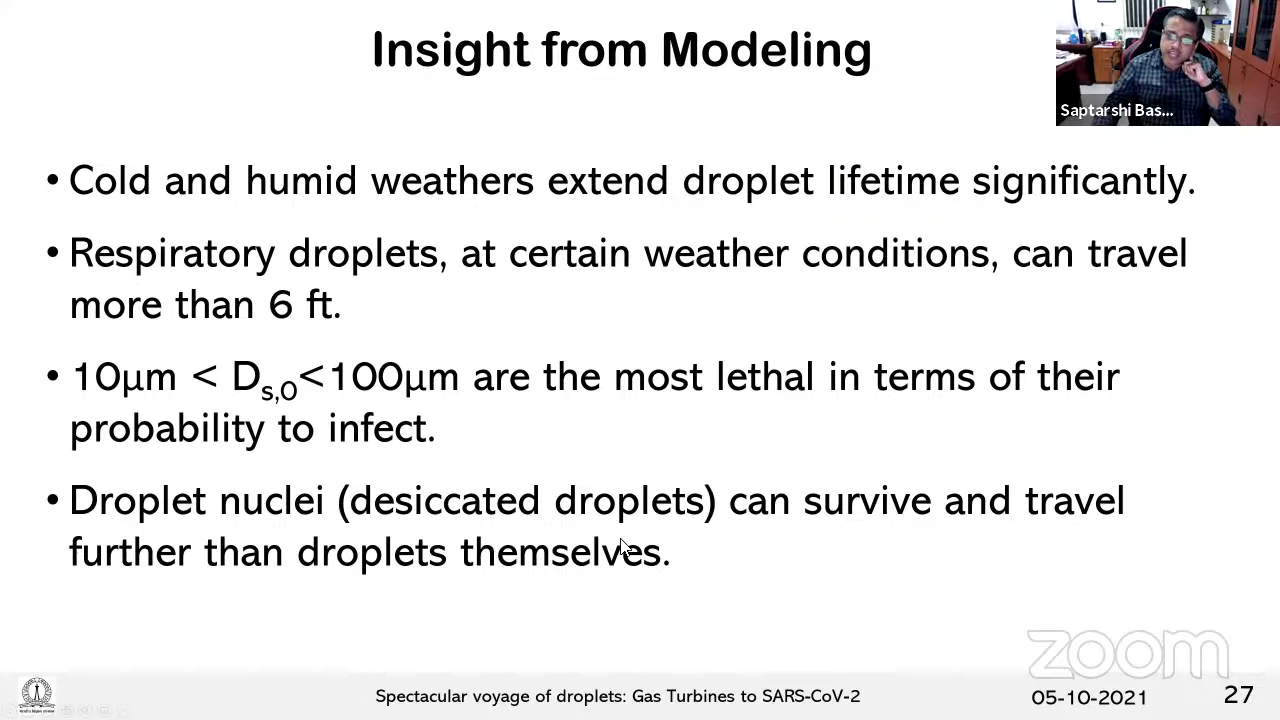 Insight from Modeling
Saptarshi Bas...
• Cold and humid weathers extend droplet lifetime significantly.
• Respiratory droplets, at certain weather conditions, can travel
more than 6 ft.
• 10µm < Ds,0<100µm are the most lethal in terms of their
probability to infect.
• Droplet nuclei (desiccated droplets) can survive and travel
further than droplets themselves.
zoom
Spectacular voyage of droplets: Gas Turbines to SARS-CoV-2
05-10-2021
27